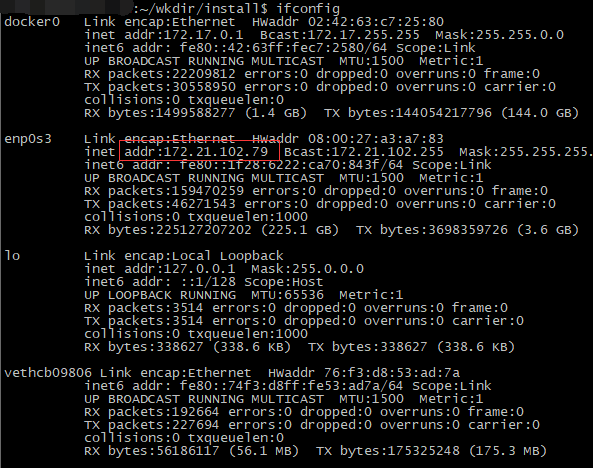 :~/wkdir/install$ ifconfig
docker0   Link encap:Ethernet  HWaddr 02:42:63:c7:25:80
          inet addr:172.17.0.1  Bcast:172.17.255.255  Mask:255.255.0.0
          inet6 addr: fe80::42:63ff:fec7:2580/64 Scope:Link
          UP BROADCAST RUNNING MULTICAST  MTU:1500  Metric:1
          RX packets:22209812 errors:0 dropped:0 overruns:0 frame:0
          TX packets:30558950 errors:0 dropped:0 overruns:0 carrier:0
          collisions:0 txqueuelen:0
          RX bytes:1499588277 (1.4 GB)  TX bytes:144054217796 (144.0 GB)
enp0s3    Link encap:Ethernet  HWaddr 08:00:27:a3:a7:83
          inet addr:172.21.102.79  Bcast:172.21.102.255  Mask:255.255.255.
          inet6 addr: fe80::1f28:6222:ca70:843f/64 Scope:Link
          UP BROADCAST RUNNING MULTICAST  MTU:1500  Metric:1
          RX packets:159470259 errors:0 dropped:0 overruns:0 frame:0
          TX packets:46271543 errors:0 dropped:0 overruns:0 carrier:0
          collisions:0 txqueuelen:1000
          RX bytes:225127207202 (225.1 GB)  TX bytes:3698359726 (3.6 GB)
lo        Link encap:Local Loopback
          inet addr:127.0.0.1  Mask:255.0.0.0
          inet6 addr: ::1/128 Scope:Host
          UP LOOPBACK RUNNING  MTU:65536  Metric:1
          RX packets:3514 errors:0 dropped:0 overruns:0 frame:0
          TX packets:3514 errors:0 dropped:0 overruns:0 carrier:0
          collisions:0 txqueuelen:1000
          RX bytes:338627 (338.6 KB)  TX bytes:338627 (338.6 KB)
vethcb09806 Link encap:Ethernet  HWaddr 76:f3:d8:53:ad:7a
          inet6 addr: fe80::74f3:d8ff:fe53:ad7a/64 Scope:Link
          UP BROADCAST RUNNING MULTICAST  MTU:1500  Metric:1
          RX packets:192664 errors:0 dropped:0 overruns:0 frame:0
          TX packets:227694 errors:0 dropped:0 overruns:0 carrier:0
          collisions:0 txqueuelen:0
          RX bytes:56186117 (56.1 MB)  TX bytes:175325248 (175.3 MB)